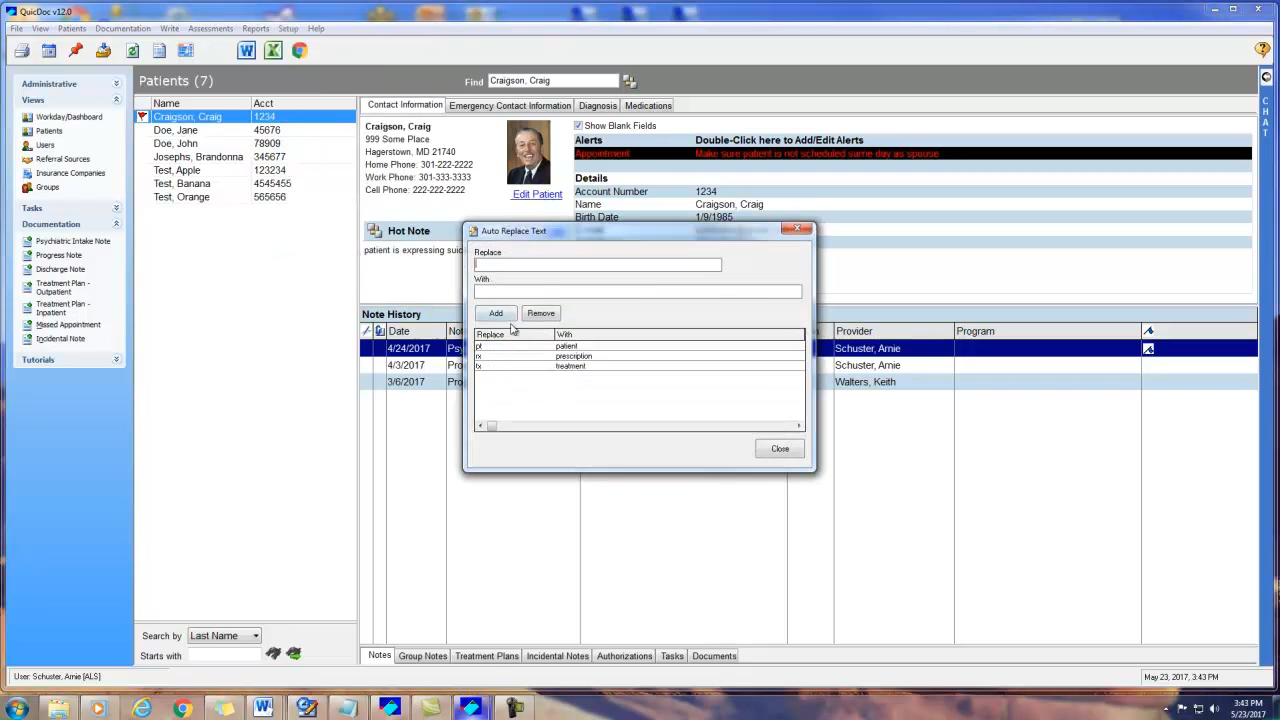 QuicDoc v12.0
File View Patients Documentation Write Assessments Reports Setup Help
Patients (7)
Find Craigson, Craig
Administrative
Views
Workday/Dashboard
Patients
Users
Referral Sources
Insurance Companies
Groups
Tasks
Documentation
Psychiatric Intake Note
Progress Note
Discharge Note
Treatment Plan -
Outpatient
Treatment Plan -
Inpatient
Missed Appointment
Incidental Note
Tutorials
Name Acct
Craigson, Craig 1234
Doe, Jane 45676
Doe, John 78909
Josephs, Brandonna 345677
Test, Apple 123234
Test, Banana 4545455
Test, Orange 565656
Search by Last Name
Starts with
Contact Information Emergency Contact Information Diagnosis Medications
Craigson, Craig
999 Some Place
Hagerstown, MD 21740
Home Phone: 301-222-2222
Work Phone: 301-333-3333
Cell Phone: 222-222-2222
Edit Patient
Show Blank Fields
Alerts Double-Click here to Add/Edit Alerts
Appointment Make sure patient is not scheduled same day as spouse
Details
Account Number 1234
Name Craigson, Craig
Birth Date 1/9/1985
Hot Note
patient is expressing suic
Auto Replace Text
Replace
With
Add Remove
Replace With
pt patient
rx prescription
tx treatment
Close
Note History
Date Not Provider Program
4/24/2017 Psy Schuster, Arnie
4/3/2017 Pro Schuster, Arnie
3/6/2017 Pro Walters, Keith
Notes Group Notes Treatment Plans Incidental Notes Authorizations Tasks Documents
CHAT
User: Schuster, Arnie [ALS]
May 23, 2017, 3:43 PM
3:43 PM
5/23/2017